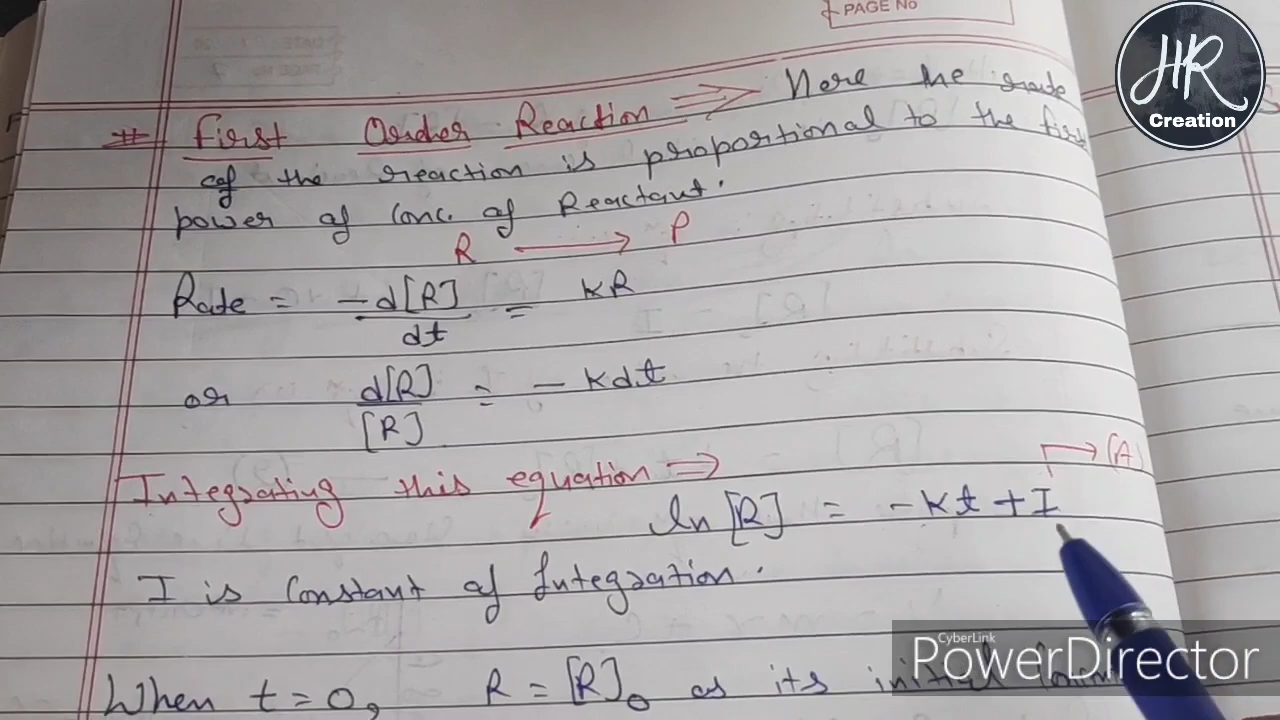 PAGE No
HR
Creation
# First Order Reaction ⇒ Here the rate
of the reaction is proportional to the first
power of Conc. of Reactant.
R ⟶ P
Rate = -d[R]/dt = KR
or d[R]/[R] = - Kdt
Integrating this equation ⇒
ln [R] = -Kt + I → (A)
I is Constant of Integration.
When t=0, R = [R]₀ as its initial
CyberLink
PowerDirector